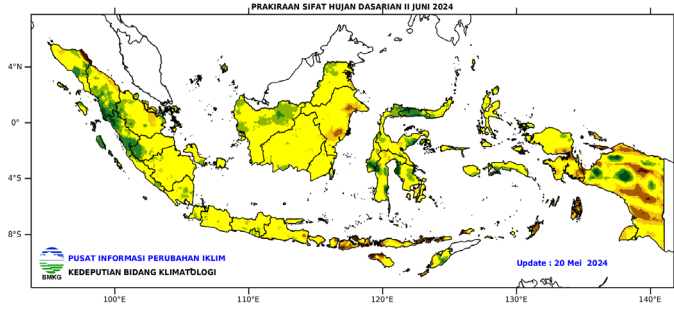 PRAKIRAAN SIFAT HUJAN DASARIAN II JUNI 2024
4°N
0°
4°S
8°S
PUSAT INFORMASI PERUBAHAN IKLIM
KEDEPUTIAN BIDANG KLIMATOLOGI
BMKG
Update : 20 Mei 2024
100°E 110°E 120°E 130°E 140°E